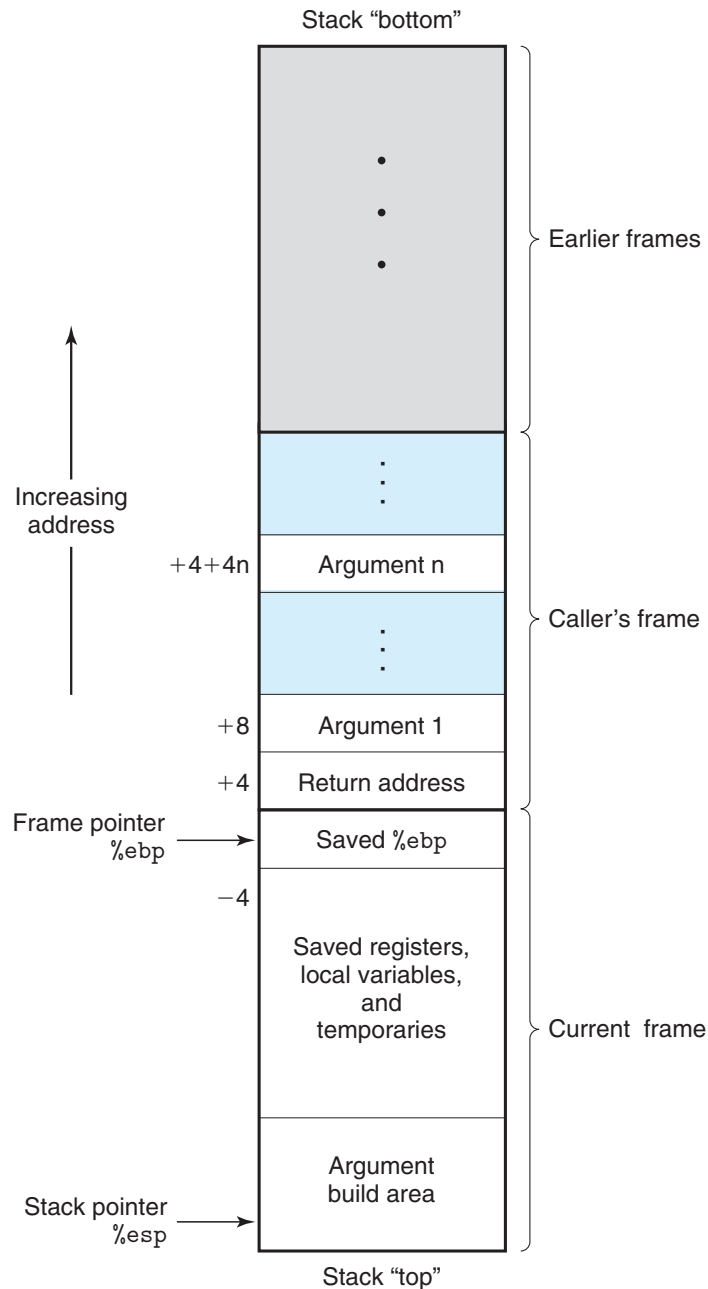 Stack “bottom”
Earlier frames
Increasing
address
+4+4n
Argument n
Caller’s frame
+8
Argument 1
+4
Return address
Frame pointer
%ebp
Saved %ebp
−4
Saved registers,
local variables,
and
temporaries
Current frame
Argument
build area
Stack pointer
%esp
Stack “top”